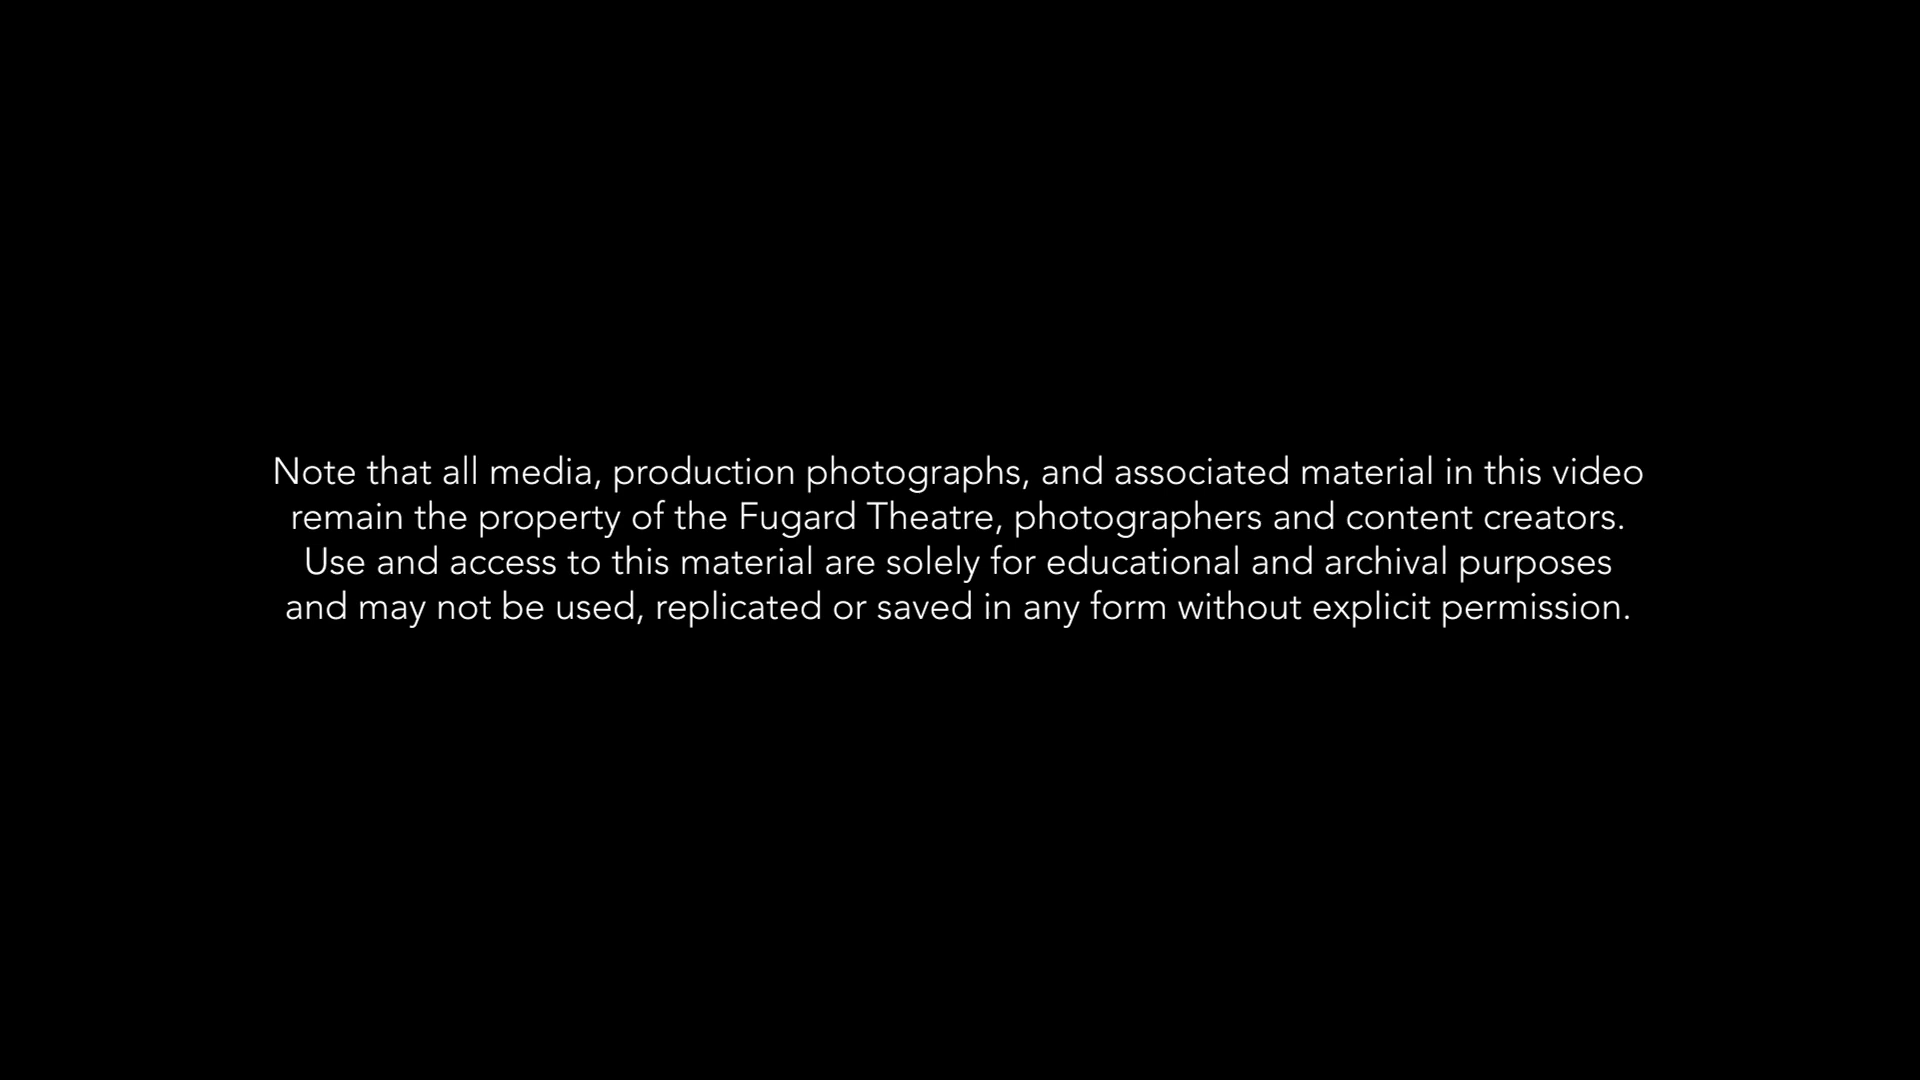 Note that all media, production photographs, and associated material in this video
remain the property of the Fugard Theatre, photographers and content creators.
Use and access to this material are solely for educational and archival purposes
and may not be used, replicated or saved in any form without explicit permission.